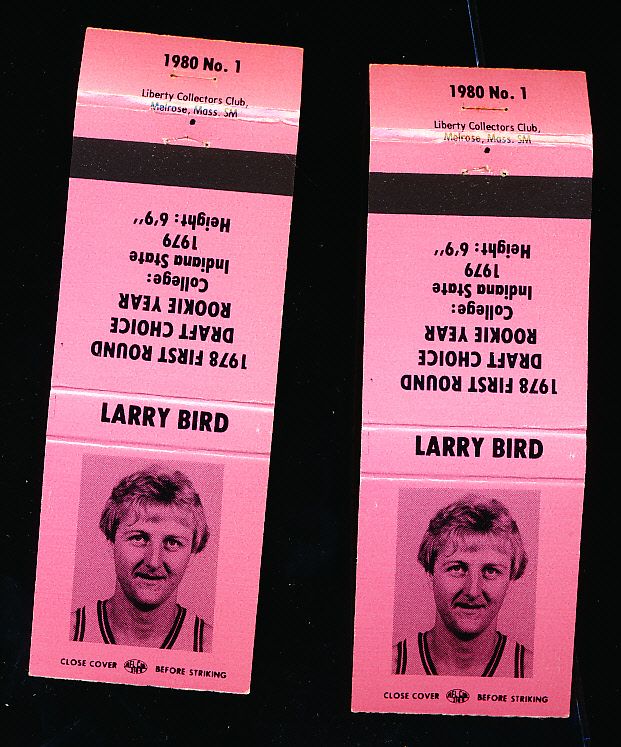 1980 No. 1
Liberty Collectors Club,
Melrose, Mass. SM
1978 FIRST ROUND
DRAFT CHOICE
ROOKIE YEAR
College:
Indiana State
1979
Height: 6'9''
LARRY BIRD
CLOSE COVER
BEFORE STRIKING
1980 No. 1
Liberty Collectors Club,
Melrose, Mass. SM
1978 FIRST ROUND
DRAFT CHOICE
ROOKIE YEAR
College:
Indiana State
1979
Height: 6'9''
LARRY BIRD
CLOSE COVER
BEFORE STRIKING